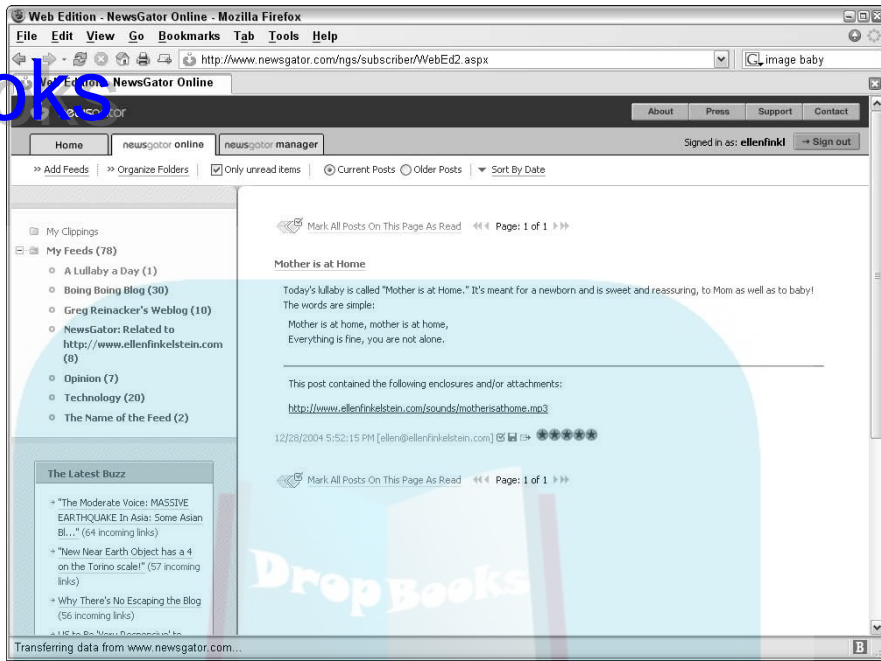 Web Edition - NewsGator Online - Mozilla Firefox
File Edit View Go Bookmarks Tab Tools Help
http://www.newsgator.com/ngs/subscriber/WebEd2.aspx
G image baby
oks
NewsGator Online
newsgator
About Press Support Contact
Home newsgator online newsgator manager
Signed in as: ellenfinkl → Sign out
>> Add Feeds >> Organize Folders Only unread items Current Posts Older Posts Sort By Date
Mark All Posts On This Page As Read Page: 1 of 1
My Clippings
My Feeds (78)
A Lullaby a Day (1)
Boing Boing Blog (30)
Greg Reinacker's Weblog (10)
NewsGator: Related to
http://www.ellenfinkelstein.com
(8)
Opinion (7)
Technology (20)
The Name of the Feed (2)
Mother is at Home
Today's lullaby is called "Mother is at Home." It's meant for a newborn and is sweet and reassuring, to Mom as well as to baby!
The words are simple:
Mother is at home, mother is at home,
Everything is fine, you are not alone.
This post contained the following enclosures and/or attachments:
http://www.ellenfinkelstein.com/sounds/motherisathome.mp3
12/28/2004 5:52:15 PM [ellen@ellenfinkelstein.com]
Mark All Posts On This Page As Read Page: 1 of 1
The Latest Buzz
"The Moderate Voice: MASSIVE
EARTHQUAKE In Asia: Some Asian
Bl..." (64 incoming links)
"New Near Earth Object has a 4
on the Torino scale!" (57 incoming
links)
Why There's No Escaping the Blog
(56 incoming links)
DropBooks
Transferring data from www.newsgator.com...